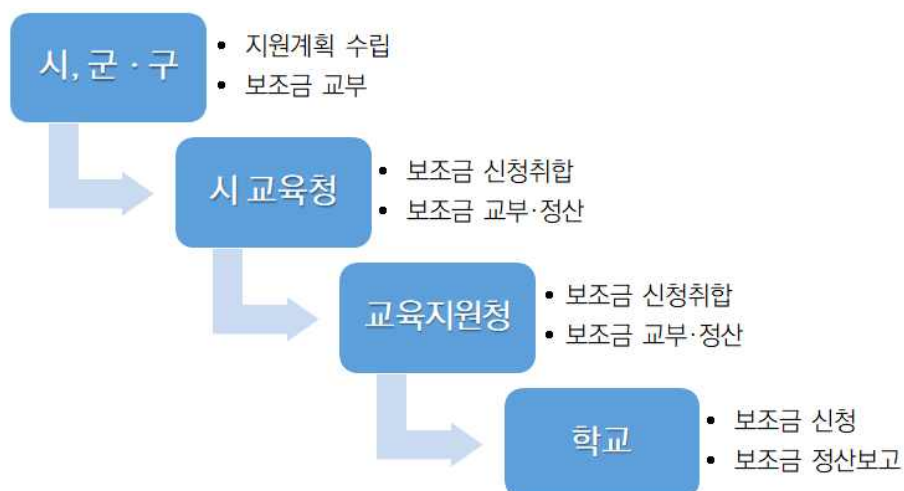 시, 군 · 구
• 지원계획 수립
• 보조금 교부
시 교육청
• 보조금 신청취합
• 보조금 교부·정산
교육지원청
• 보조금 신청취합
• 보조금 교부·정산
학교
• 보조금 신청
• 보조금 정산보고